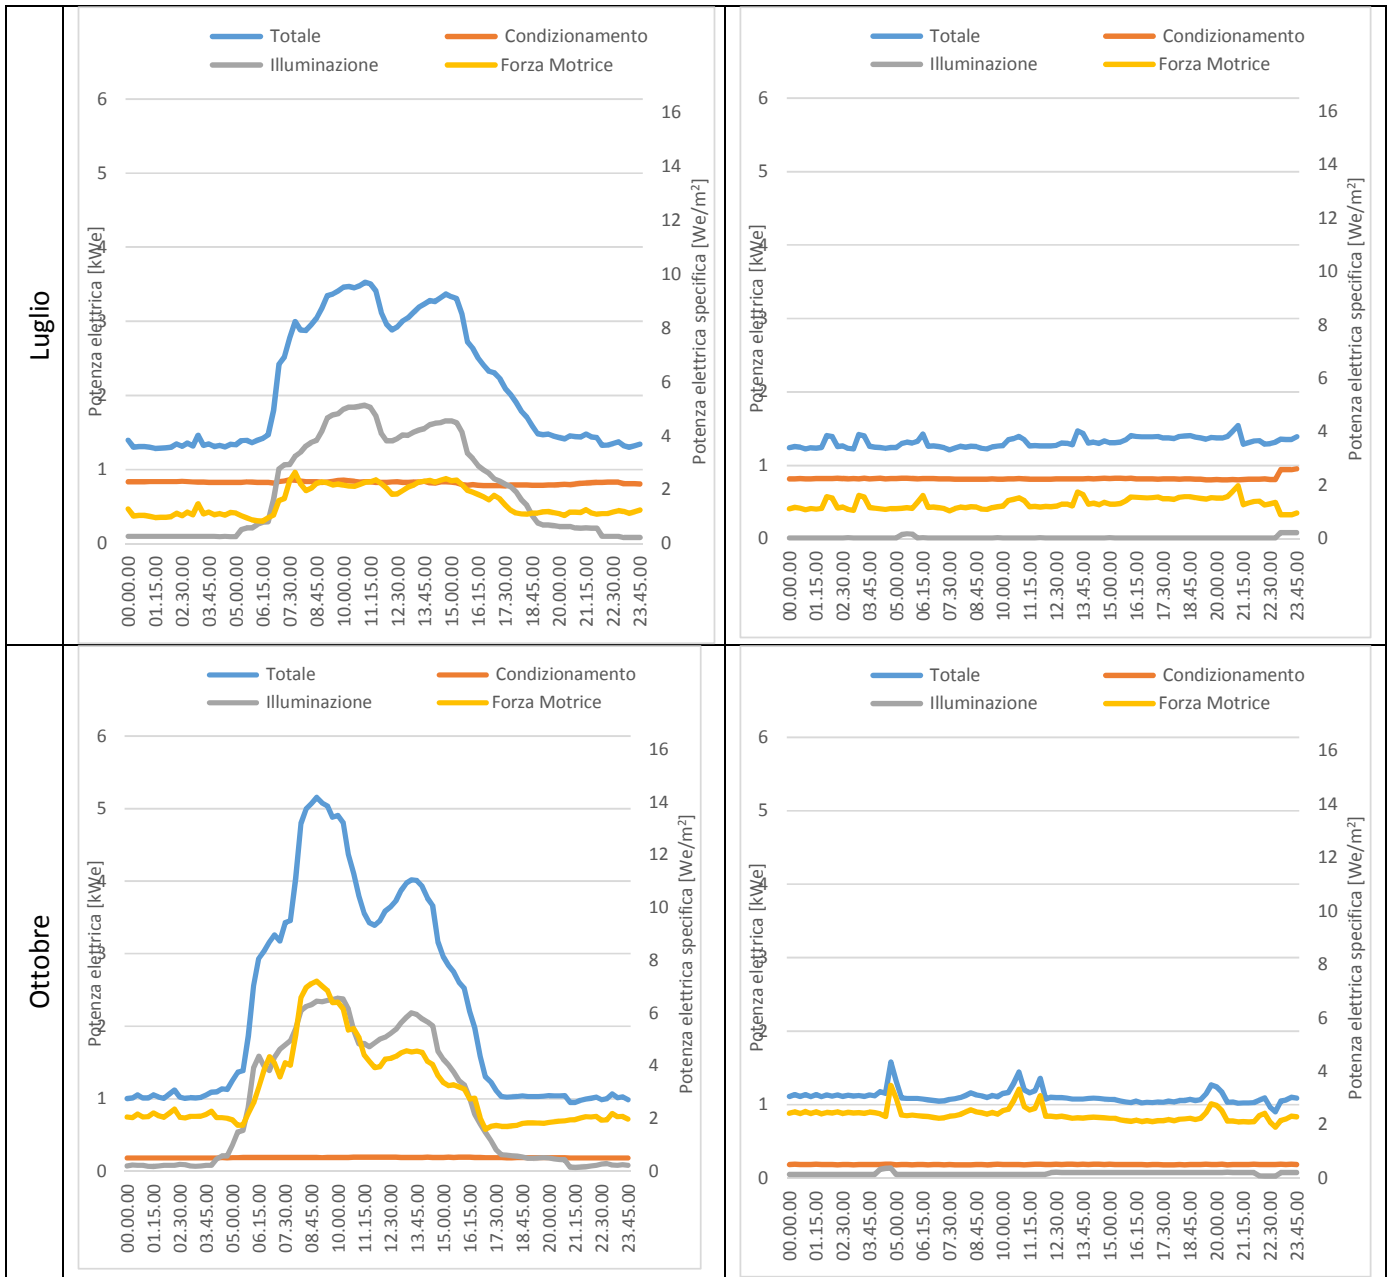 Luglio
Totale Condizionamento
Illuminazione Forza Motrice
Potenza elettrica [kWe]
6
5
4
3
2
1
0
Potenza elettrica specifica [We/m²]
16
14
12
10
8
6
4
2
0
00.00.00 01.15.00 02.30.00 03.45.00 05.00.00 06.15.00 07.30.00 08.45.00 10.00.00 11.15.00 12.30.00 13.45.00 15.00.00 16.15.00 17.30.00 18.45.00 20.00.00 21.15.00 22.30.00 23.45.00
Totale Condizionamento
Illuminazione Forza Motrice
Potenza elettrica [kWe]
6
5
4
3
2
1
0
Potenza elettrica specifica [We/m²]
16
14
12
10
8
6
4
2
0
00.00.00 01.15.00 02.30.00 03.45.00 05.00.00 06.15.00 07.30.00 08.45.00 10.00.00 11.15.00 12.30.00 13.45.00 15.00.00 16.15.00 17.30.00 18.45.00 20.00.00 21.15.00 22.30.00 23.45.00
Ottobre
Totale Condizionamento
Illuminazione Forza Motrice
Potenza elettrica [kWe]
6
5
4
3
2
1
0
Potenza elettrica specifica [We/m²]
16
14
12
10
8
6
4
2
0
00.00.00 01.15.00 02.30.00 03.45.00 05.00.00 06.15.00 07.30.00 08.45.00 10.00.00 11.15.00 12.30.00 13.45.00 15.00.00 16.15.00 17.30.00 18.45.00 20.00.00 21.15.00 22.30.00 23.45.00
Totale Condizionamento
Illuminazione Forza Motrice
Potenza elettrica [kWe]
6
5
4
3
2
1
0
Potenza elettrica specifica [We/m²]
16
14
12
10
8
6
4
2
0
00.00.00 01.15.00 02.30.00 03.45.00 05.00.00 06.15.00 07.30.00 08.45.00 10.00.00 11.15.00 12.30.00 13.45.00 15.00.00 16.15.00 17.30.00 18.45.00 20.00.00 21.15.00 22.30.00 23.45.00